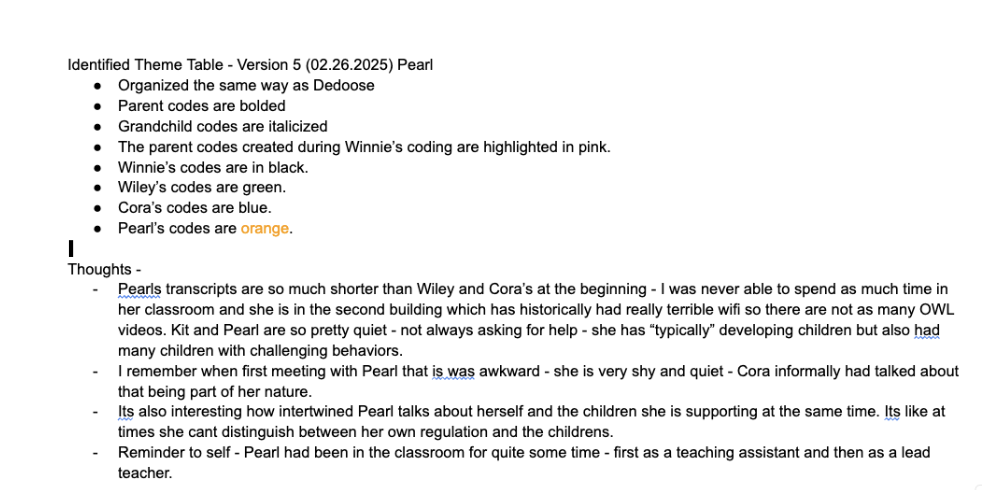 Identified Theme Table - Version 5 (02.26.2025) Pearl
● Organized the same way as Dedoose
● Parent codes are bolded
● Grandchild codes are italicized
● The parent codes created during Winnie's coding are highlighted in pink.
● Winnie's codes are in black.
● Wiley's codes are green.
● Cora's codes are blue.
● Pearl's codes are orange.
Thoughts -
- Pearls transcripts are so much shorter than Wiley and Cora's at the beginning - I was never able to spend as much time in
her classroom and she is in the second building which has historically had really terrible wifi so there are not as many OWL
videos. Kit and Pearl are so pretty quiet - not always asking for help - she has “typically” developing children but also had
many children with challenging behaviors.
- I remember when first meeting with Pearl that is was awkward - she is very shy and quiet - Cora informally had talked about
that being part of her nature.
- Its also interesting how intertwined Pearl talks about herself and the children she is supporting at the same time. Its like at
times she cant distinguish between her own regulation and the childrens.
- Reminder to self - Pearl had been in the classroom for quite some time - first as a teaching assistant and then as a lead
teacher.